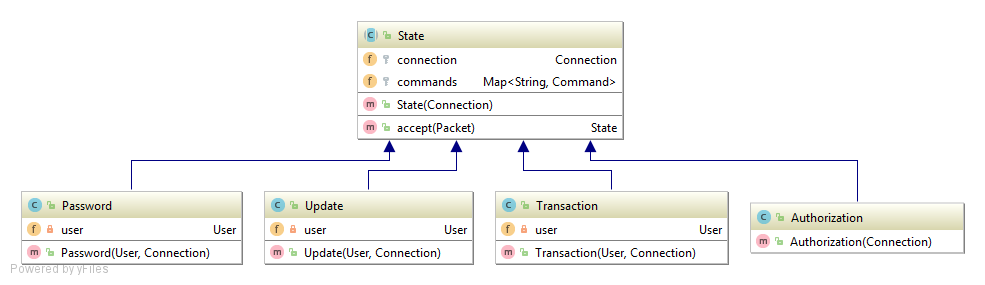 State
connection Connection
commands Map<String, Command>
State(Connection)
accept(Packet) State
Password
user User
Password(User, Connection)
Update
user User
Update(User, Connection)
Transaction
user User
Transaction(User, Connection)
Authorization
Authorization(Connection)
Powered by yFiles